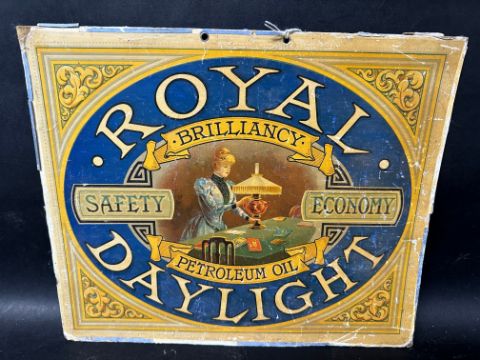 ROYAL
BRILLIANCY
SAFETY
ECONOMY
PETROLEUM OIL
DAYLIGHT